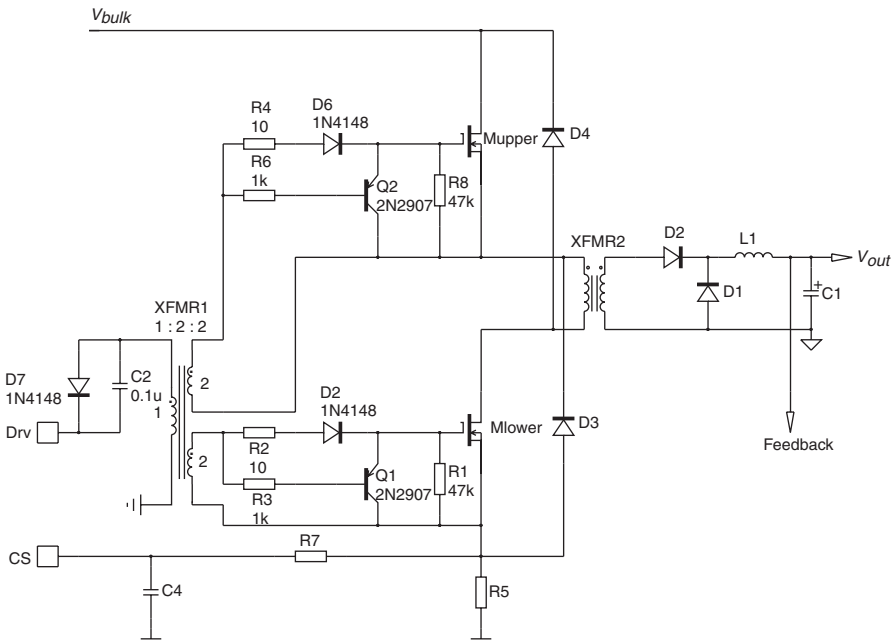 Vbulk
R4
10
D6
1N4148
Mupper
D4
R6
1k
Q2
2N2907
R8
47k
XFMR2
D2
L1
Vout
D1
+
C1
XFMR1
1 : 2 : 2
D7
1N4148
C2
0.1u
1
2
Drv
D2
1N4148
Mlower
D3
Feedback
2
R2
10
R3
1k
Q1
2N2907
R1
47k
CS
R7
C4
R5